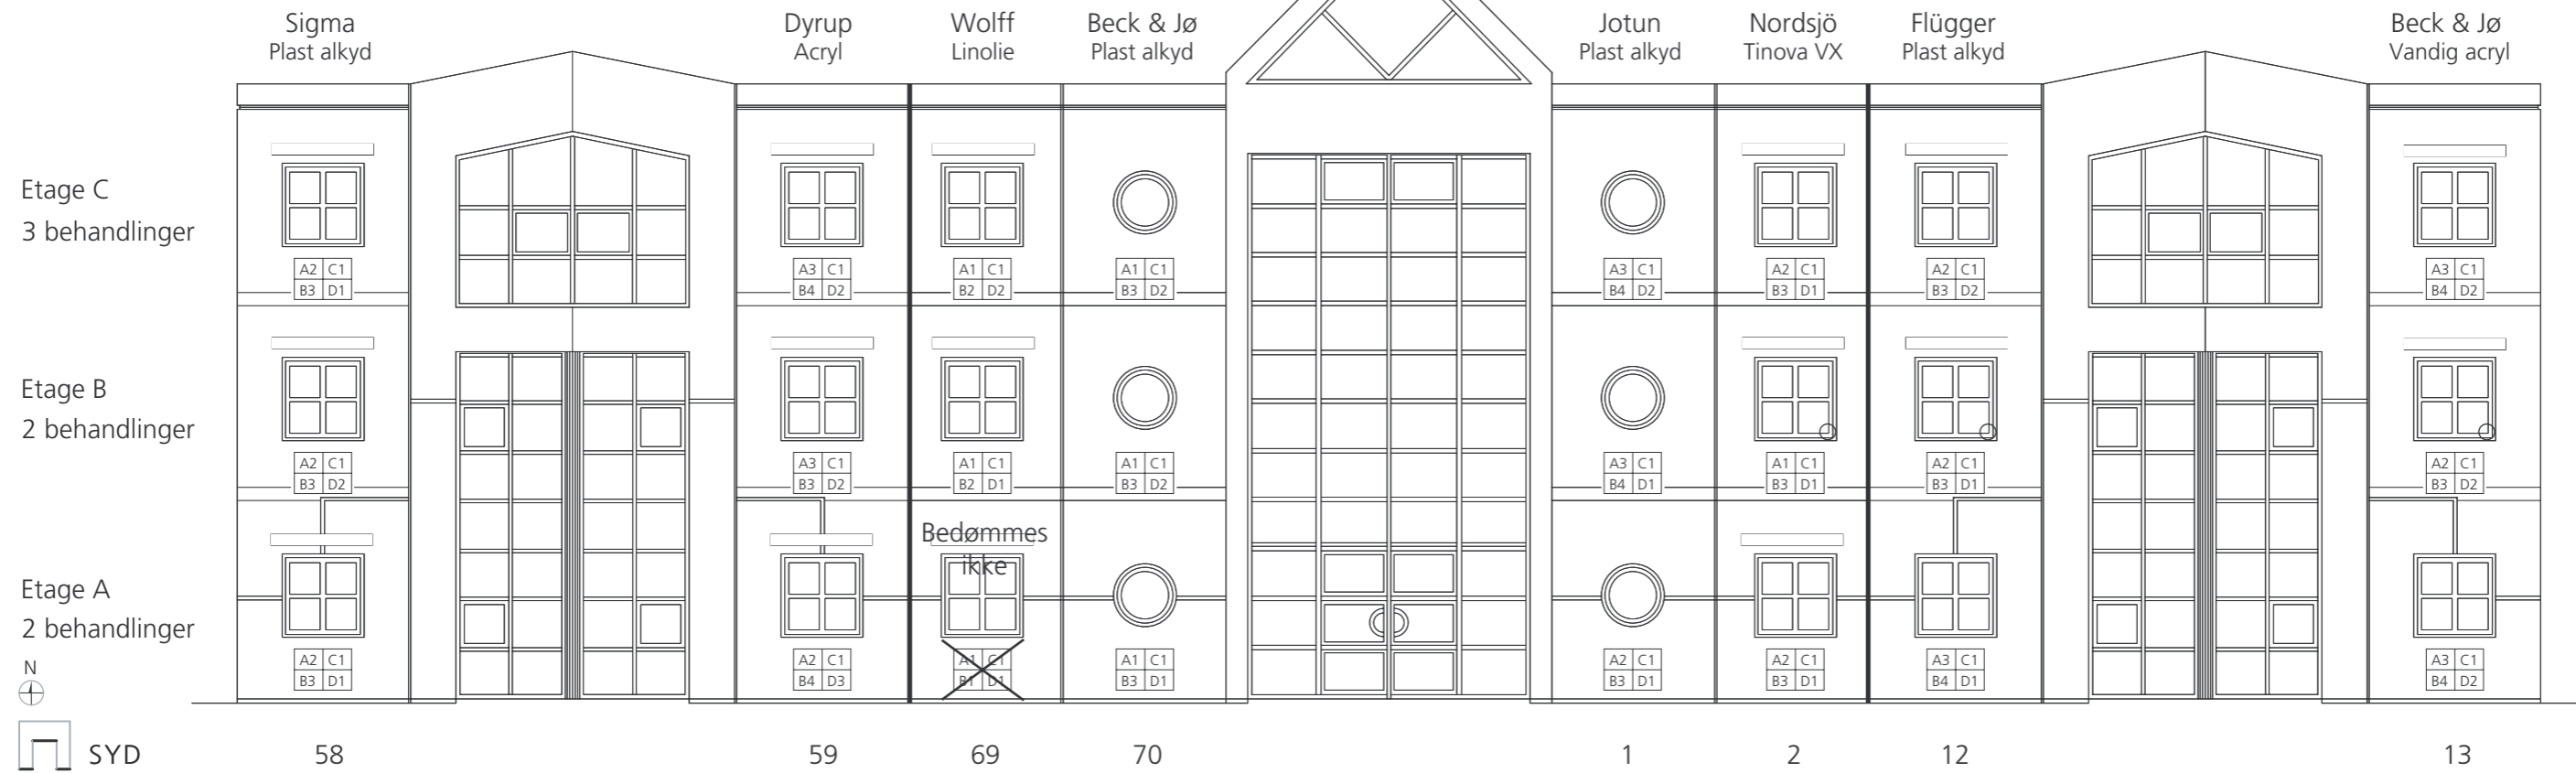 Sigma Dyrup Wolff Beck & Jø Jotun Nordsjö Flügger Beck & Jø
Plast alkyd Acryl Linolie Plast alkyd Plast alkyd Tinova VX Plast alkyd Vandig acryl
Etage C
3 behandlinger
A2 C1 A3 C1 A1 C1 A1 C1 A3 C1 A2 C1 A2 C1 A3 C1
B3 D1 B4 D2 B2 D2 B3 D2 B4 D2 B3 D1 B3 D2 B4 D2
Etage B
2 behandlinger
A2 C1 A3 C1 A1 C1 A1 C1 A3 C1 A1 C1 A2 C1 A2 C1
B3 D2 B3 D2 B2 D1 B3 D2 B4 D1 B3 D1 B3 D1 B3 D2
Bedømmes
ikke
Etage A
2 behandlinger
A2 C1 A2 C1 A1 C1 A1 C1 A2 C1 A2 C1 A3 C1 A3 C1
B3 D1 B4 D3 B1 D1 B3 D1 B3 D1 B3 D1 B4 D1 B4 D2
N
SYD 58 59 69 70 1 2 12 13